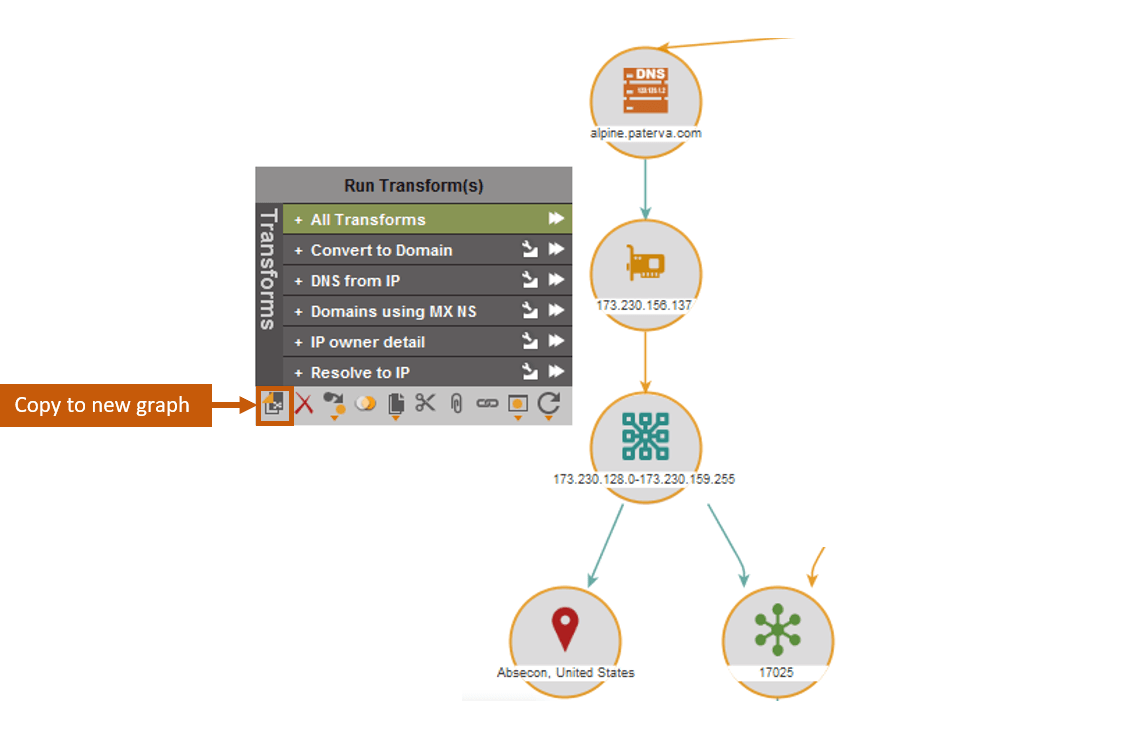 DNS
alpine.paterva.com
Run Transform(s)
Transforms
+ All Transforms
+ Convert to Domain
+ DNS from IP
+ Domains using MX NS
+ IP owner detail
+ Resolve to IP
Copy to new graph
173.230.156.137
173.230.128.0-173.230.159.255
Absecon, United States
17025